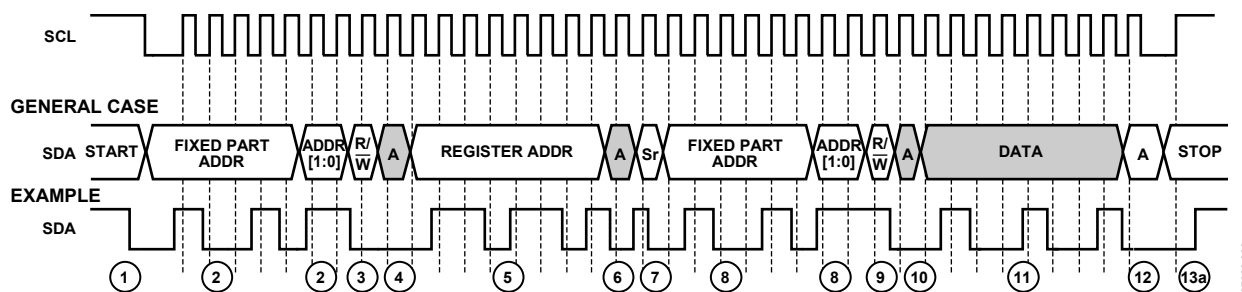 SCL
GENERAL CASE
SDA START FIXED PART ADDR ADDR [1:0] R/W A REGISTER ADDR A Sr FIXED PART ADDR ADDR [1:0] R/W A DATA A STOP
EXAMPLE
SDA
1 2 2 3 4 5 6 7 8 8 9 10 11 12 13a